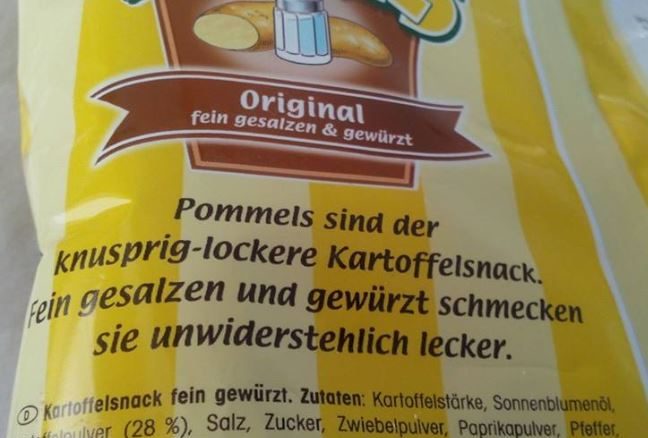 Original
fein gesalzen & gewürzt
Pommels sind der
knusprig-lockere Kartoffelsnack.
Fein gesalzen und gewürzt schmecken
sie unwiderstehlich lecker.
D Kartoffelsnack fein gewürzt. Zutaten: Kartoffelstärke, Sonnenblumenöl,
(28 %), Salz, Zucker, Zwiebelpulver, Paprikapulver, Pfeffer,